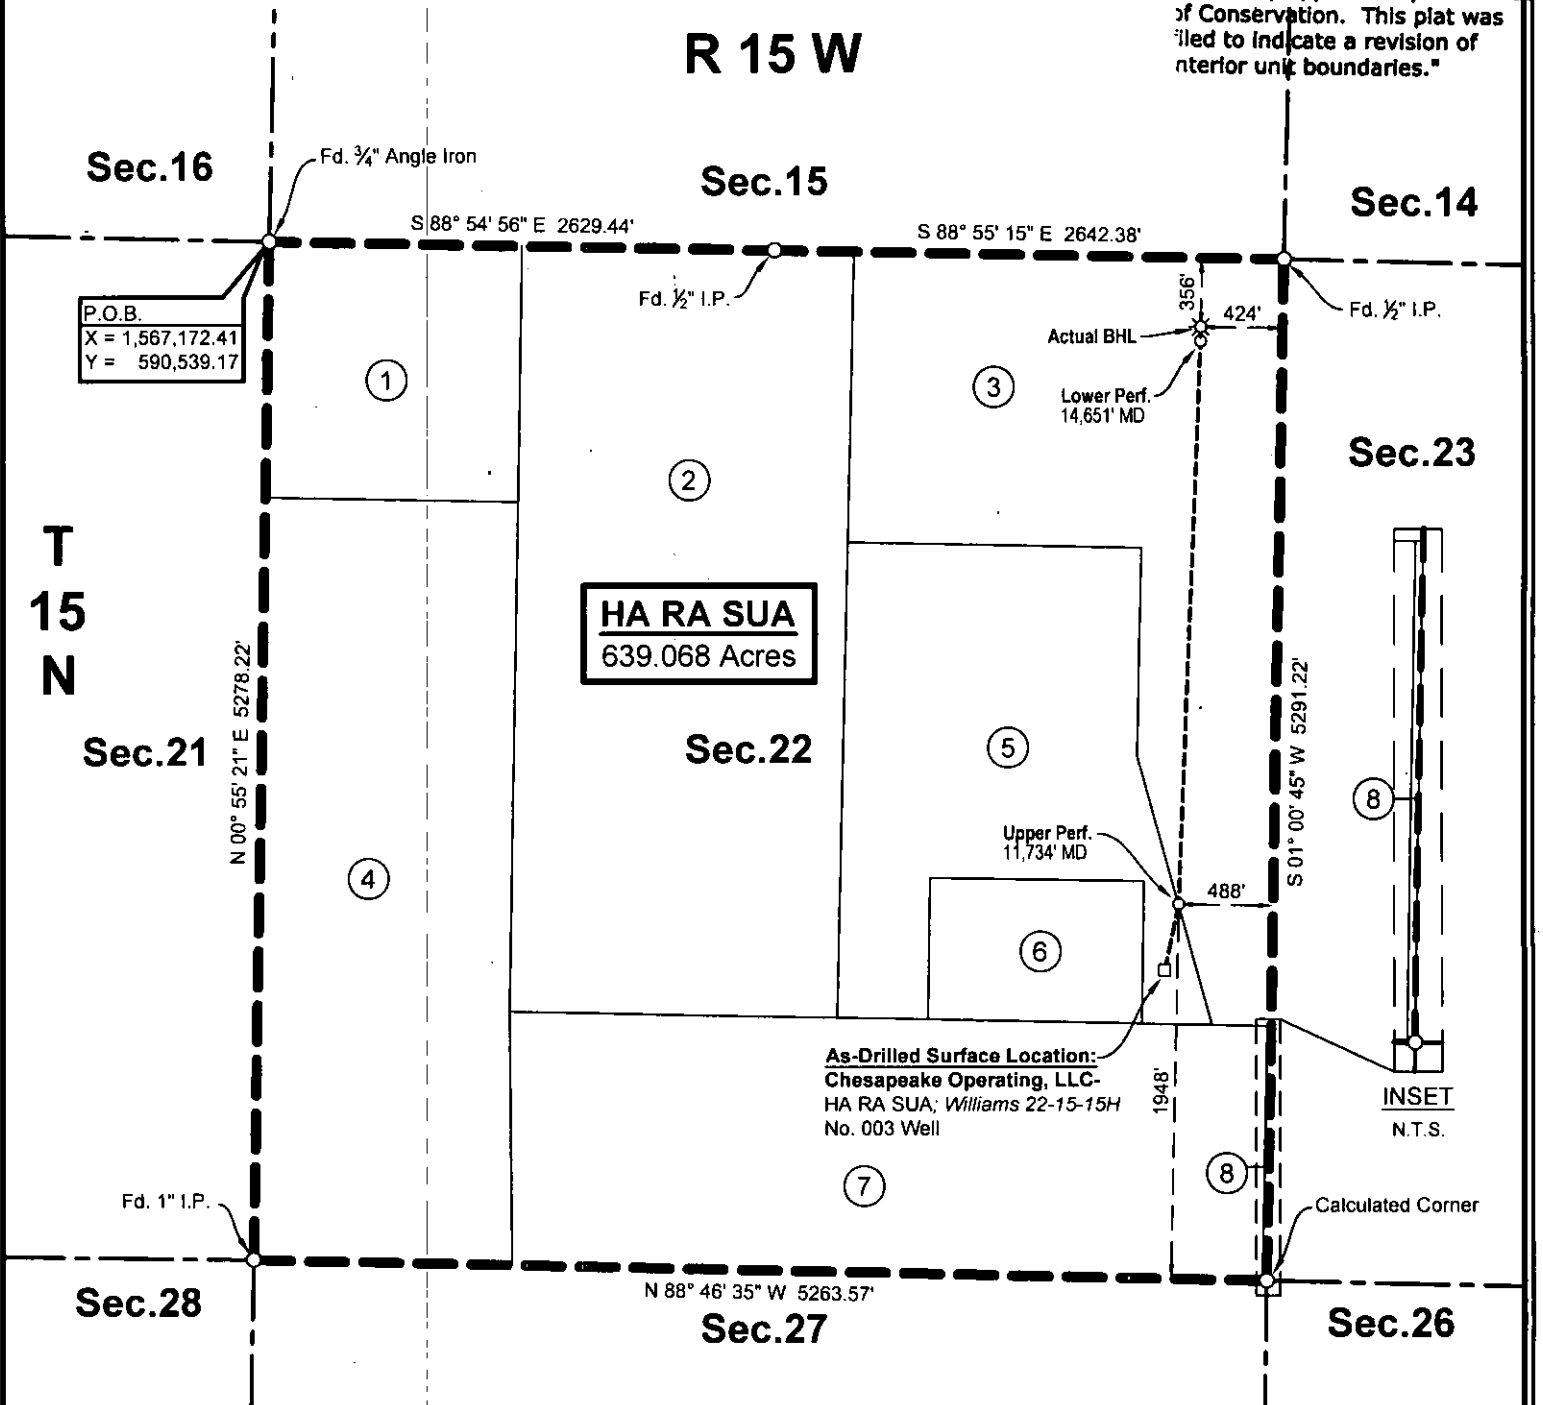 of Conservation. This plat was
filed to indicate a revision of
interior unit boundaries."
R 15 W
Sec.16
Fd. ¾" Angle Iron
Sec.15
Sec.14
S 88° 54' 56" E 2629.44'
S 88° 55' 15" E 2642.38'
Fd. ½" I.P.
Fd. ½" I.P.
P.O.B.
X = 1,567,172.41
Y = 590,539.17
356'
424'
Actual BHL
Lower Perf.
14,651' MD
1
2
3
Sec.23
T
15
N
HA RA SUA
639.068 Acres
N 00° 55' 21" E 5278.22'
S 01° 00' 45" W 5291.22'
Sec.21
Sec.22
5
8
Upper Perf.
11,734' MD
4
488'
6
As-Drilled Surface Location:
Chesapeake Operating, LLC-
HA RA SUA; Williams 22-15-15H
No. 003 Well
1948'
INSET
N.T.S.
7
8
Fd. 1" I.P.
Calculated Corner
N 88° 46' 35" W 5263.57'
Sec.28
Sec.27
Sec.26